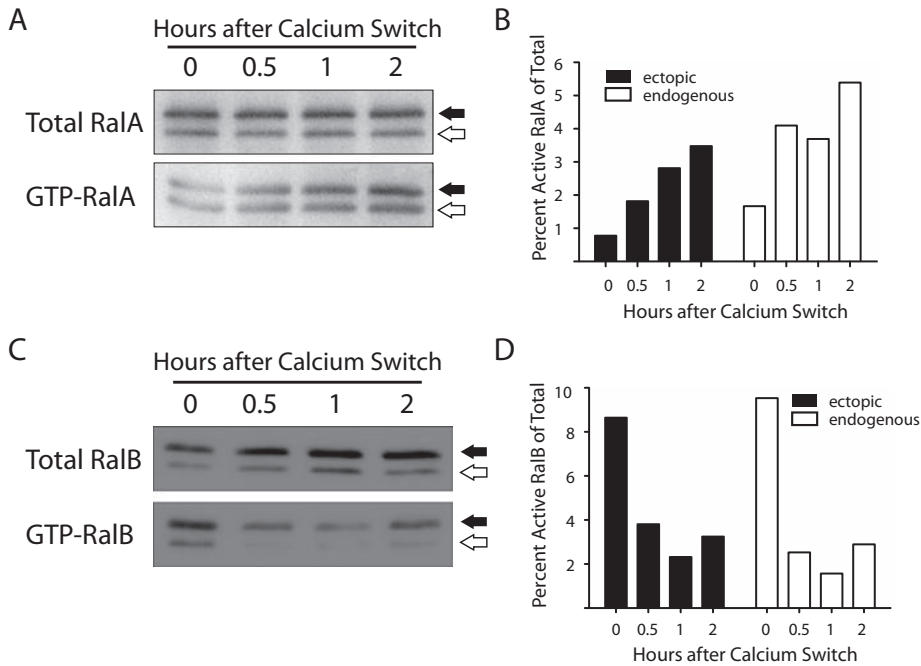 A
Hours after Calcium Switch
0 0.5 1 2
Total RalA
GTP-RalA
B
Percent Active RalA of Total
6
5
4
3
2
1
ectopic
endogenous
0 0.5 1 2 0 0.5 1 2
Hours after Calcium Switch
C
Hours after Calcium Switch
0 0.5 1 2
Total RalB
GTP-RalB
D
Percent Active RalB of Total
10
8
6
4
2
ectopic
endogenous
0 0.5 1 2 0 0.5 1 2
Hours after Calcium Switch